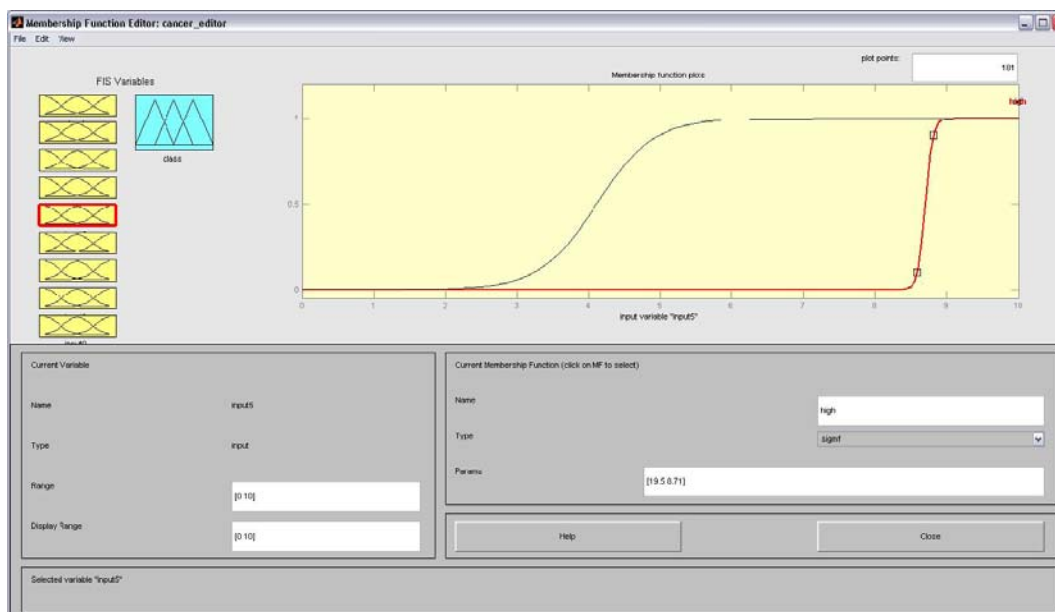 Membership Function Editor: cancer_editor
File Edit View
plot points:
181
FIS Variables
Membership function plots
class
high
1
0.5
0
0 1 2 3 4 5 6 7 8 9 10
input variable "input5"
Current Variable
Name input5
Type input
Range [0 10]
Display Range [0 10]
Current Membership Function (click on MF to select)
Name high
Type sigmf
Params [19.5 8.71]
Help Close
Selected variable "input5"